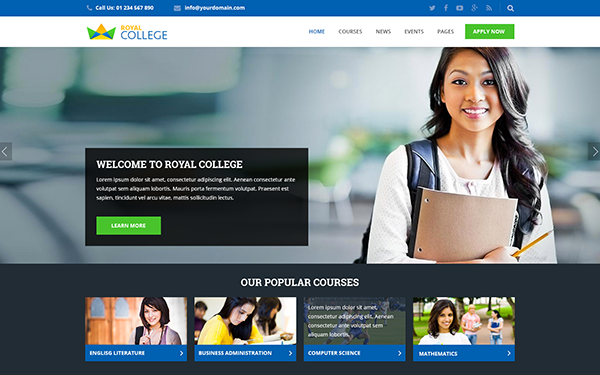 Call Us: 01 234 567 890 info@yourdomain.com
ROYAL
COLLEGE
HOME COURSES NEWS EVENTS PAGES APPLY NOW
WELCOME TO ROYAL COLLEGE
Lorem ipsum dolor sit amet, consectetur adipiscing elit. Aenean ante
volutpat sem aliquam lobortis. Mauris porta fermentum volutpat. Praesent est
sapien, tincidunt vel arcu vitae, mattis sollicitudin lectus.
LEARN MORE
OUR POPULAR COURSES
Lorem ipsum dolor sit amet,
consectetur adipiscing elit.
Aenean ante volutpat sem
aliquam lobortis.
ENGLISG LITERATURE BUSINESS ADMINISTRATION COMPUTER SCIENCE MATHEMATICS